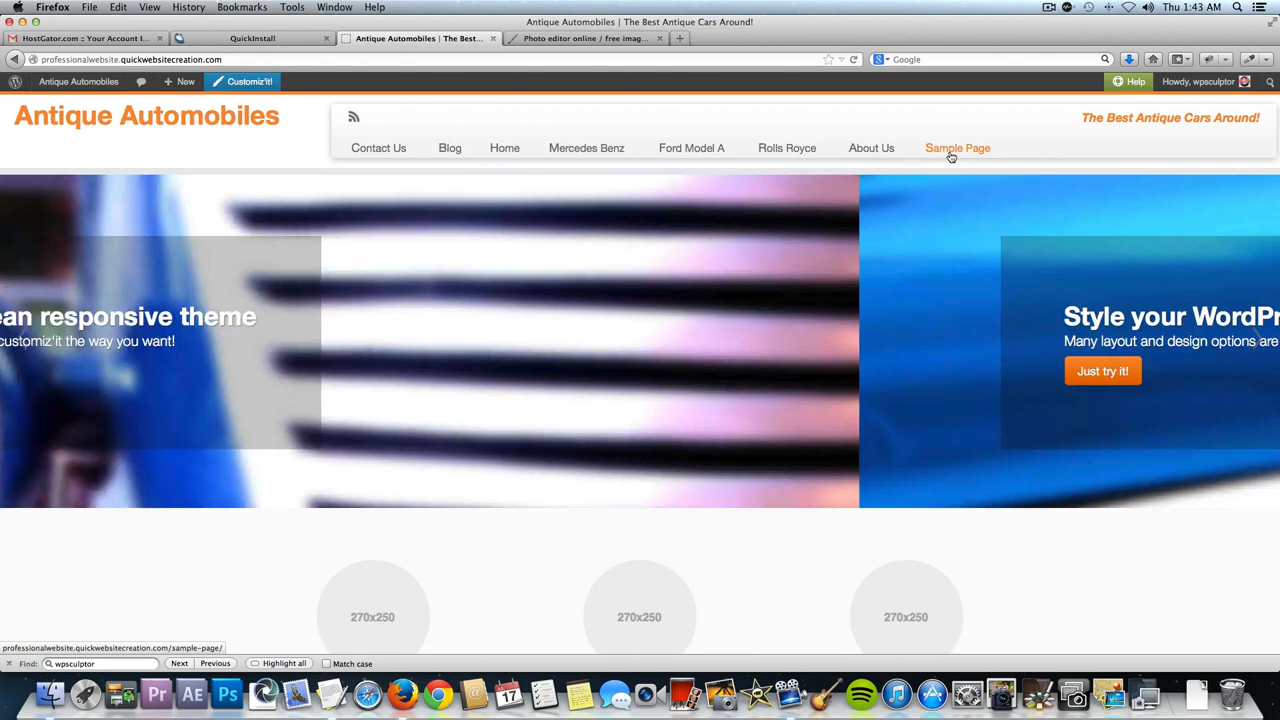 Firefox File Edit View History Bookmarks Tools Window Help Thu 1:43 AM
Antique Automobiles | The Best Antique Cars Around!
HostGator.com :: Your Account I... QuickInstall Antique Automobiles | The Best... Photo editor online / free imag...
professionalwebsite.quickwebsitecreation.com Google
Antique Automobiles + New Customiz'it! Help Howdy, wpsculptor
Antique Automobiles
The Best Antique Cars Around!
Contact Us Blog Home Mercedes Benz Ford Model A Rolls Royce About Us Sample Page
ean responsive theme
customiz'it the way you want!
Style your WordPr
Many layout and design options are
Just try it!
270x250 270x250 270x250
professionalwebsite.quickwebsitecreation.com/sample-page/
Find: wpsculptor Next Previous Highlight all Match case
Pr Ae Ps 17